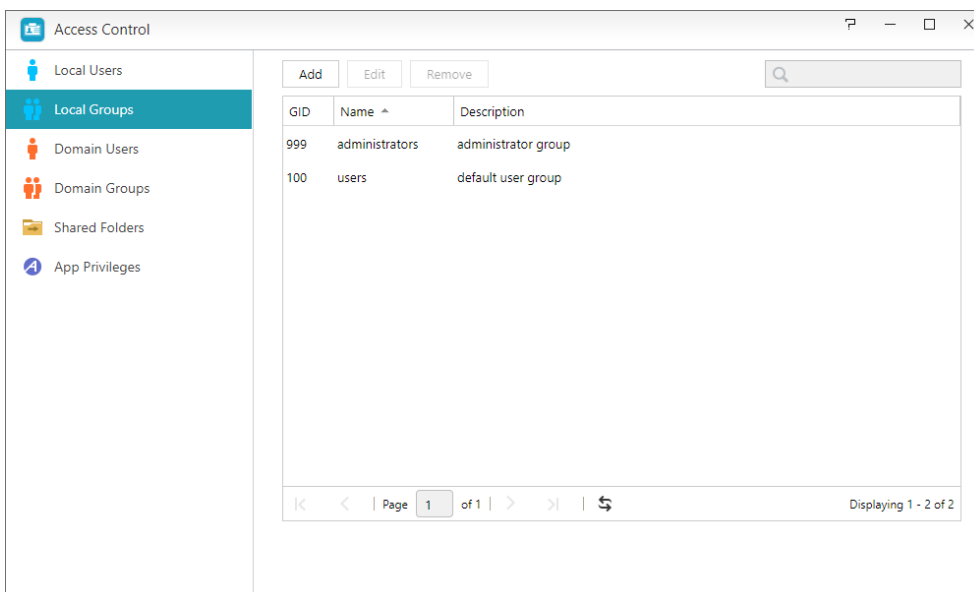 Access Control
Local Users
Local Groups
Domain Users
Domain Groups
Shared Folders
App Privileges
Add Edit Remove
GID Name Description
999 administrators administrator group
100 users default user group
Page 1 of 1 Displaying 1 - 2 of 2